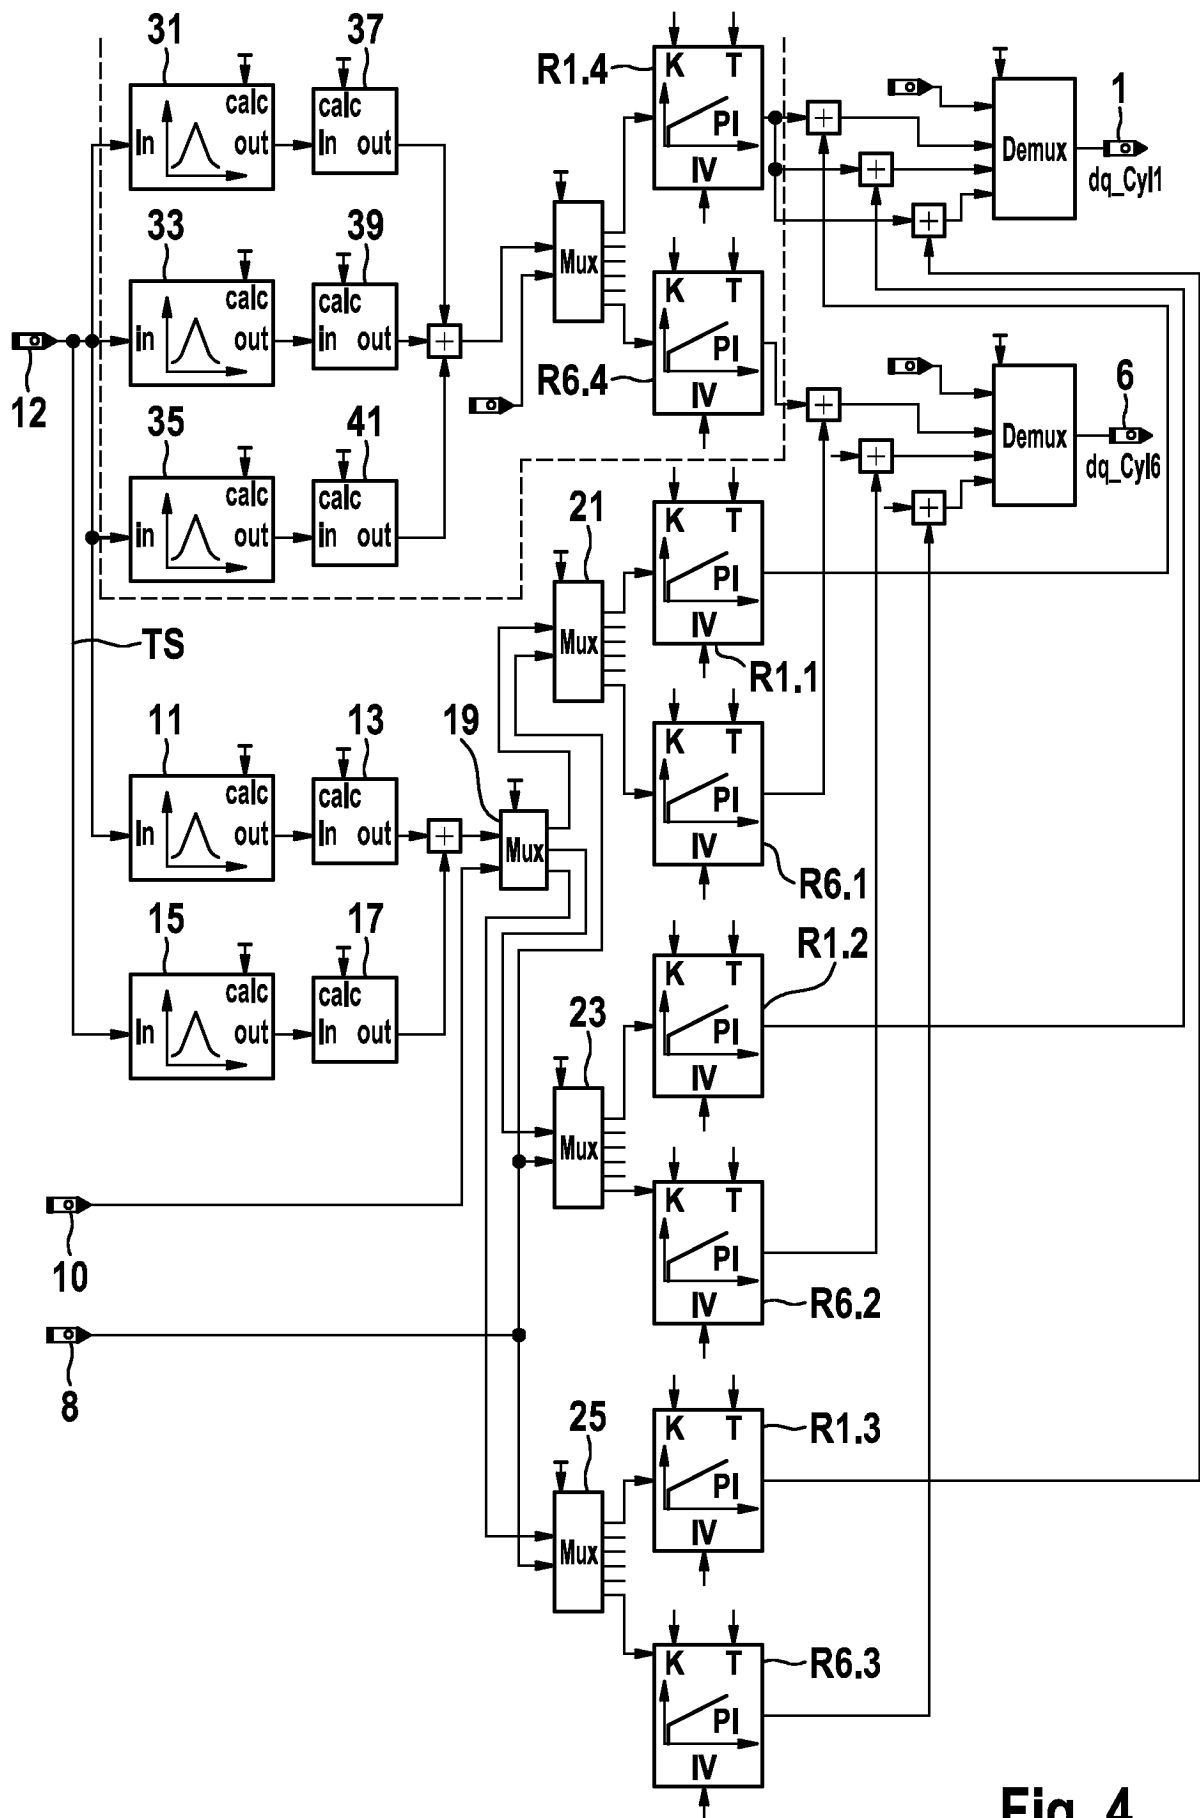 31
37
R1.4
K T
PI
IV
calc
In out
calc
In out
Demux
1
dq_Cyl1
33
39
Mux
calc
in out
calc
in out
K T
PI
IV
R6.4
12
35
41
calc
in out
calc
in out
Demux
6
dq_Cyl6
21
K T
PI
IV
R1.1
Mux
TS
11
13
19
calc
In out
calc
In out
Mux
K T
PI
IV
R6.1
15
17
calc
In out
calc
In out
K T
PI
IV
R1.2
23
Mux
10
K T
PI
IV
R6.2
8
25
K T
PI
IV
R1.3
Mux
K T
PI
IV
R6.3
Fig. 4